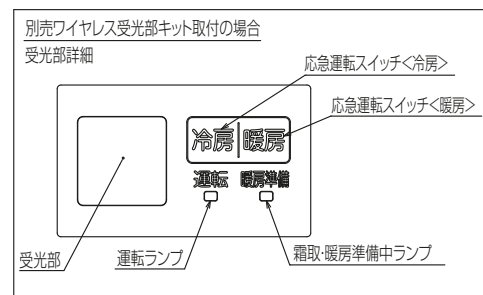 別売ワイヤレス受光部キット取付の場合
受光部詳細
応急運転スイッチ<冷房>
応急運転スイッチ<暖房>
冷房 暖房
運転 暖房準備
受光部
運転ランプ
霜取・暖房準備中ランプ